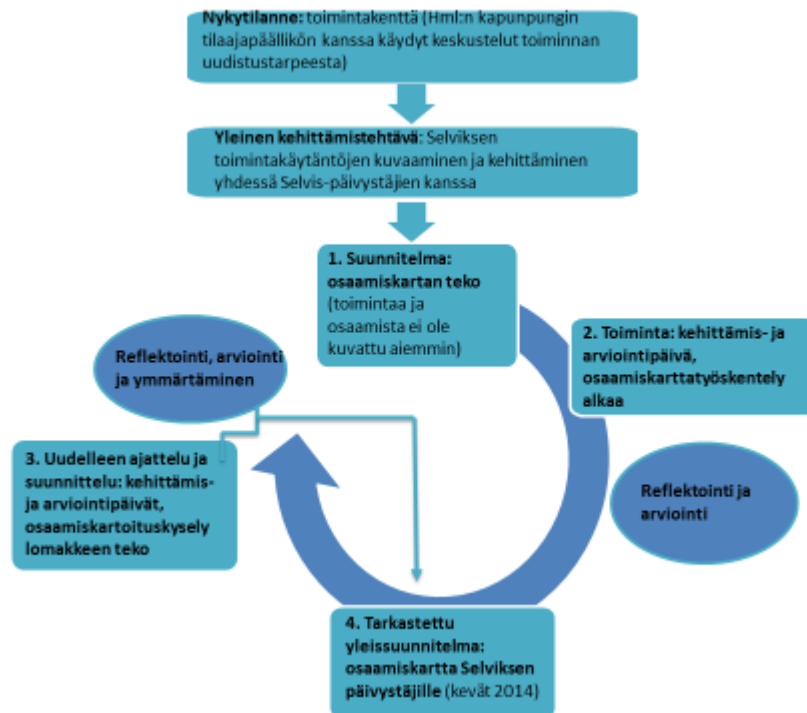 Nykytilanne: toimintakenttä (Hml:n kapunpungin
tilaajapäällikön kanssa käydyt keskustelut toiminnan
uudistustarpeesta)
Yleinen kehittämistehtävä: Selviksen
toimintakäytäntöjen kuvaaminen ja kehittäminen
yhdessä Selvis-päivystäjien kanssa
1. Suunnitelma:
osaamiskartan teko
(toimintaa ja
osaamista ei ole
kuvattu aiemmin)
2. Toiminta: kehittämis- ja
arviointipäivä,
osaamiskarttatyöskentely
alkaa
Reflektointi, arviointi
ja ymmärtäminen
3. Uudelleen ajattelu ja
suunnittelu: kehittämis-
ja arviointipäivät,
osaamiskartoituskysely
lomakkeen teko
Reflektointi ja
arviointi
4. Tarkastettu
yleissuunnitelma:
osaamiskartta Selviksen
päivystäjille (kevät 2014)